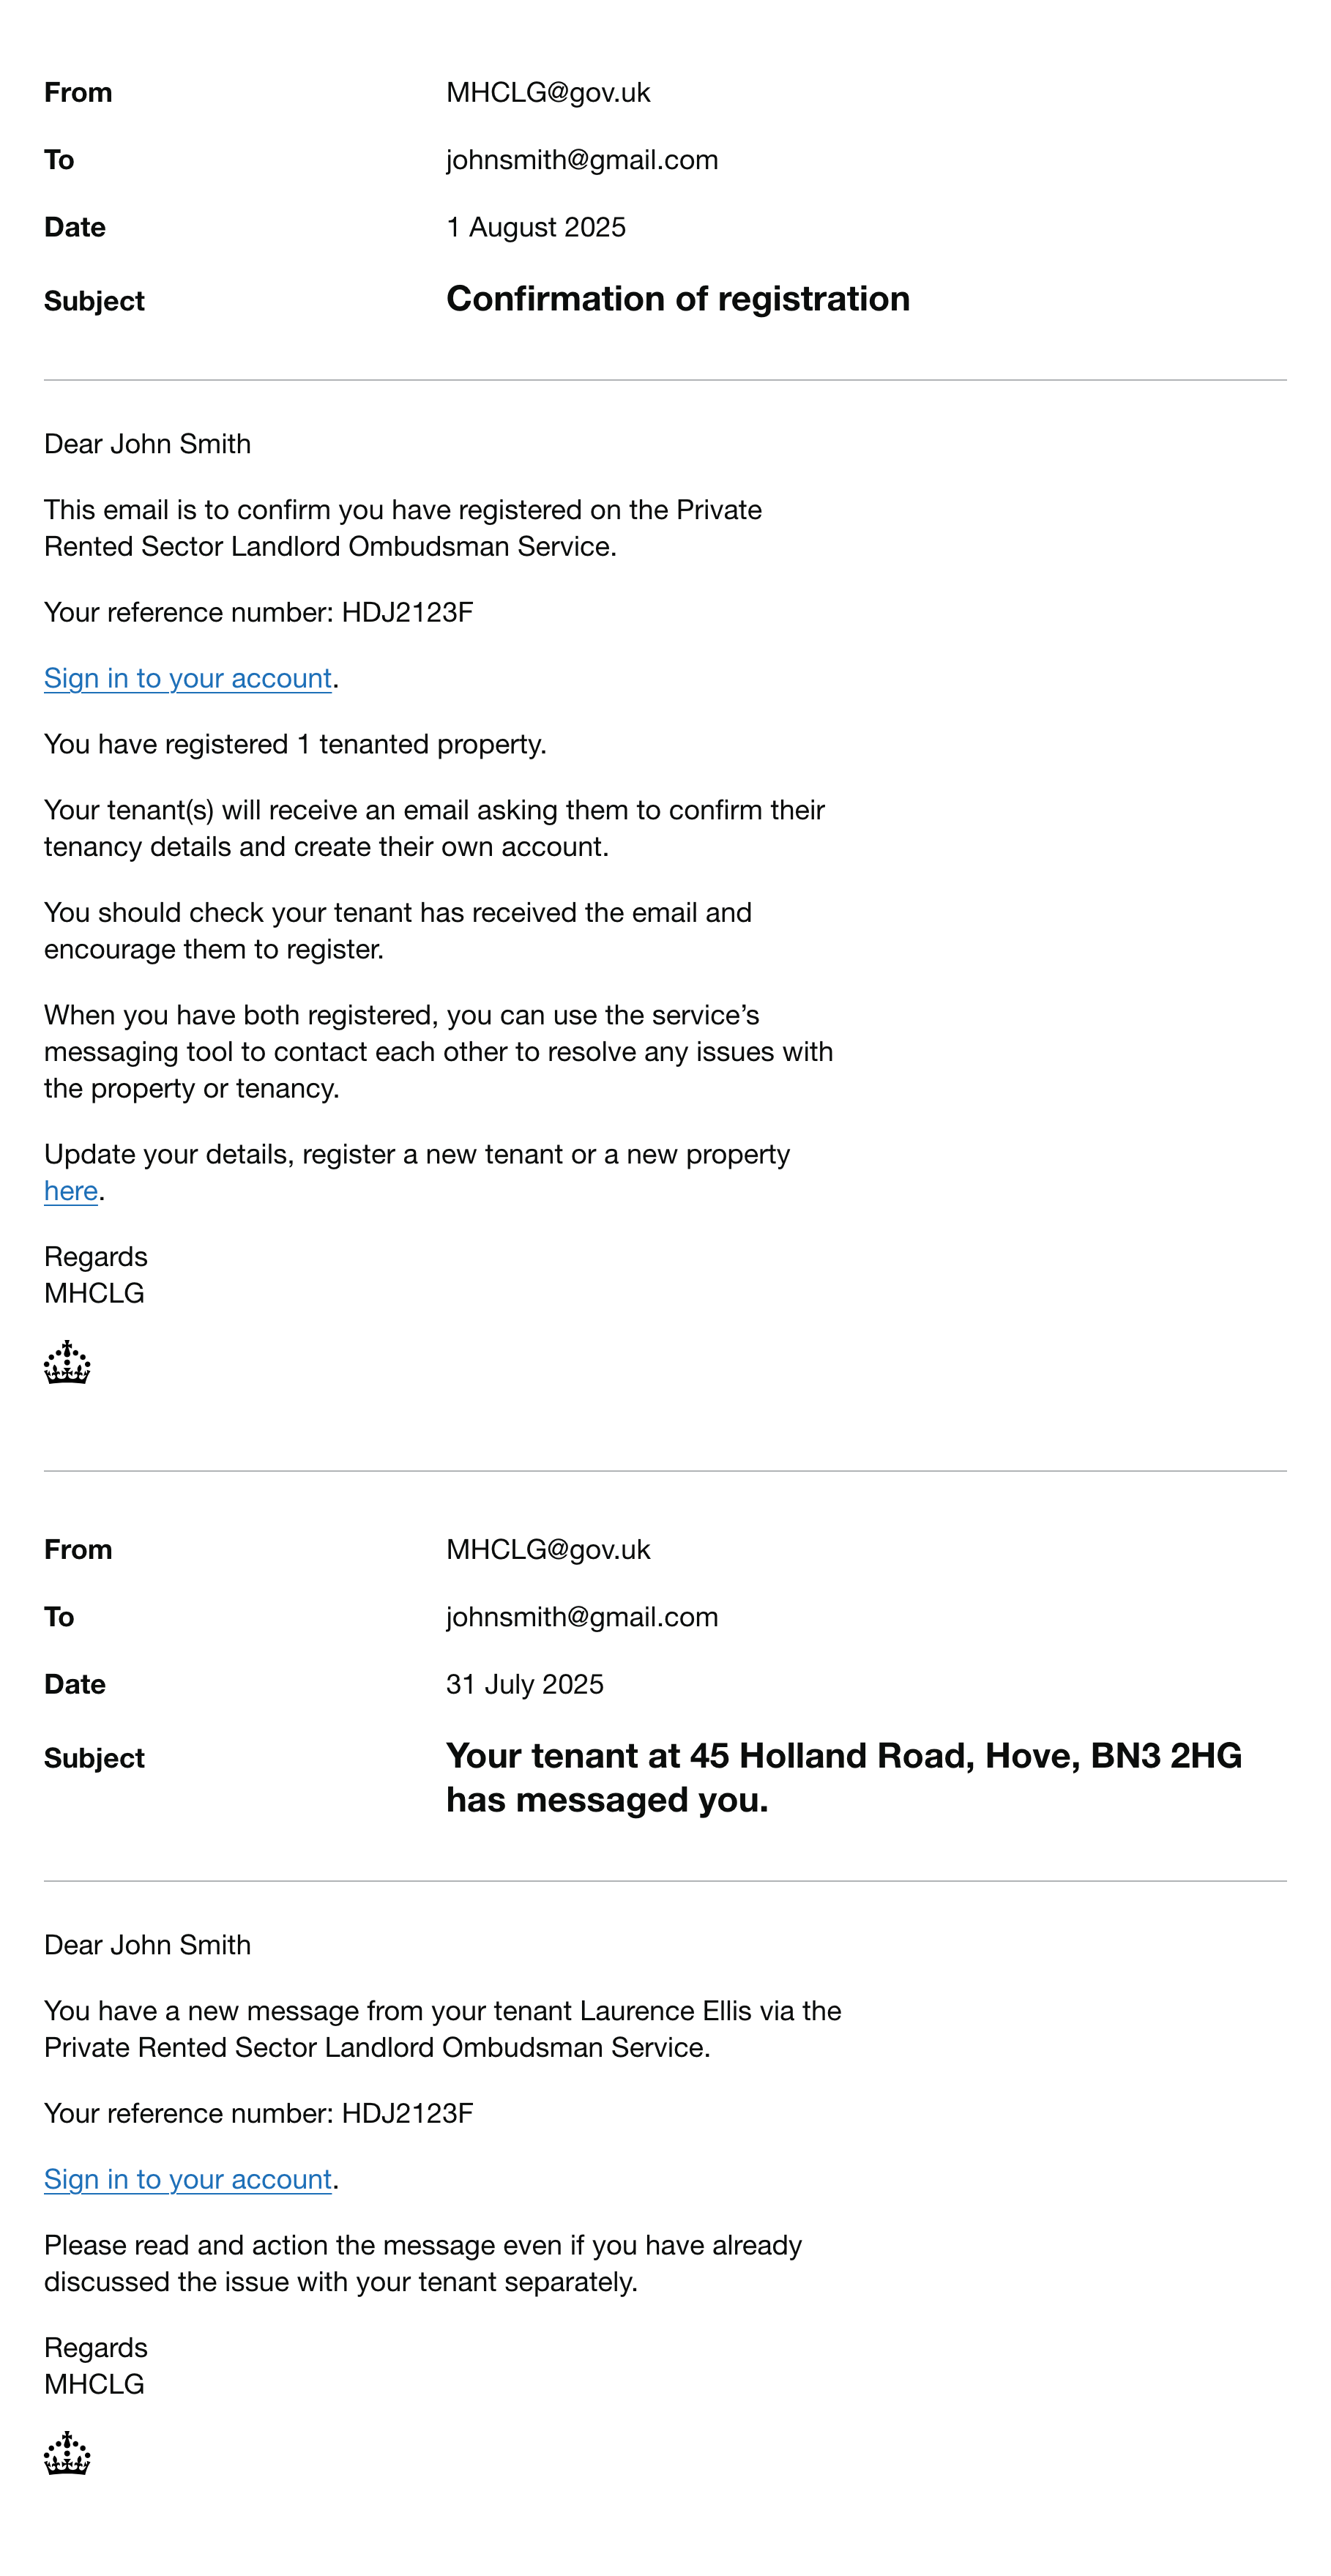 From MHCLG@gov.uk
To johnsmith@gmail.com
Date 1 August 2025
Subject Confirmation of registration
Dear John Smith
This email is to confirm you have registered on the Private
Rented Sector Landlord Ombudsman Service.
Your reference number: HDJ2123F
Sign in to your account.
You have registered 1 tenanted property.
Your tenant(s) will receive an email asking them to confirm their
tenancy details and create their own account.
You should check your tenant has received the email and
encourage them to register.
When you have both registered, you can use the service’s
messaging tool to contact each other to resolve any issues with
the property or tenancy.
Update your details, register a new tenant or a new property
here.
Regards
MHCLG
From MHCLG@gov.uk
To johnsmith@gmail.com
Date 31 July 2025
Subject Your tenant at 45 Holland Road, Hove, BN3 2HG
has messaged you.
Dear John Smith
You have a new message from your tenant Laurence Ellis via the
Private Rented Sector Landlord Ombudsman Service.
Your reference number: HDJ2123F
Sign in to your account.
Please read and action the message even if you have already
discussed the issue with your tenant separately.
Regards
MHCLG